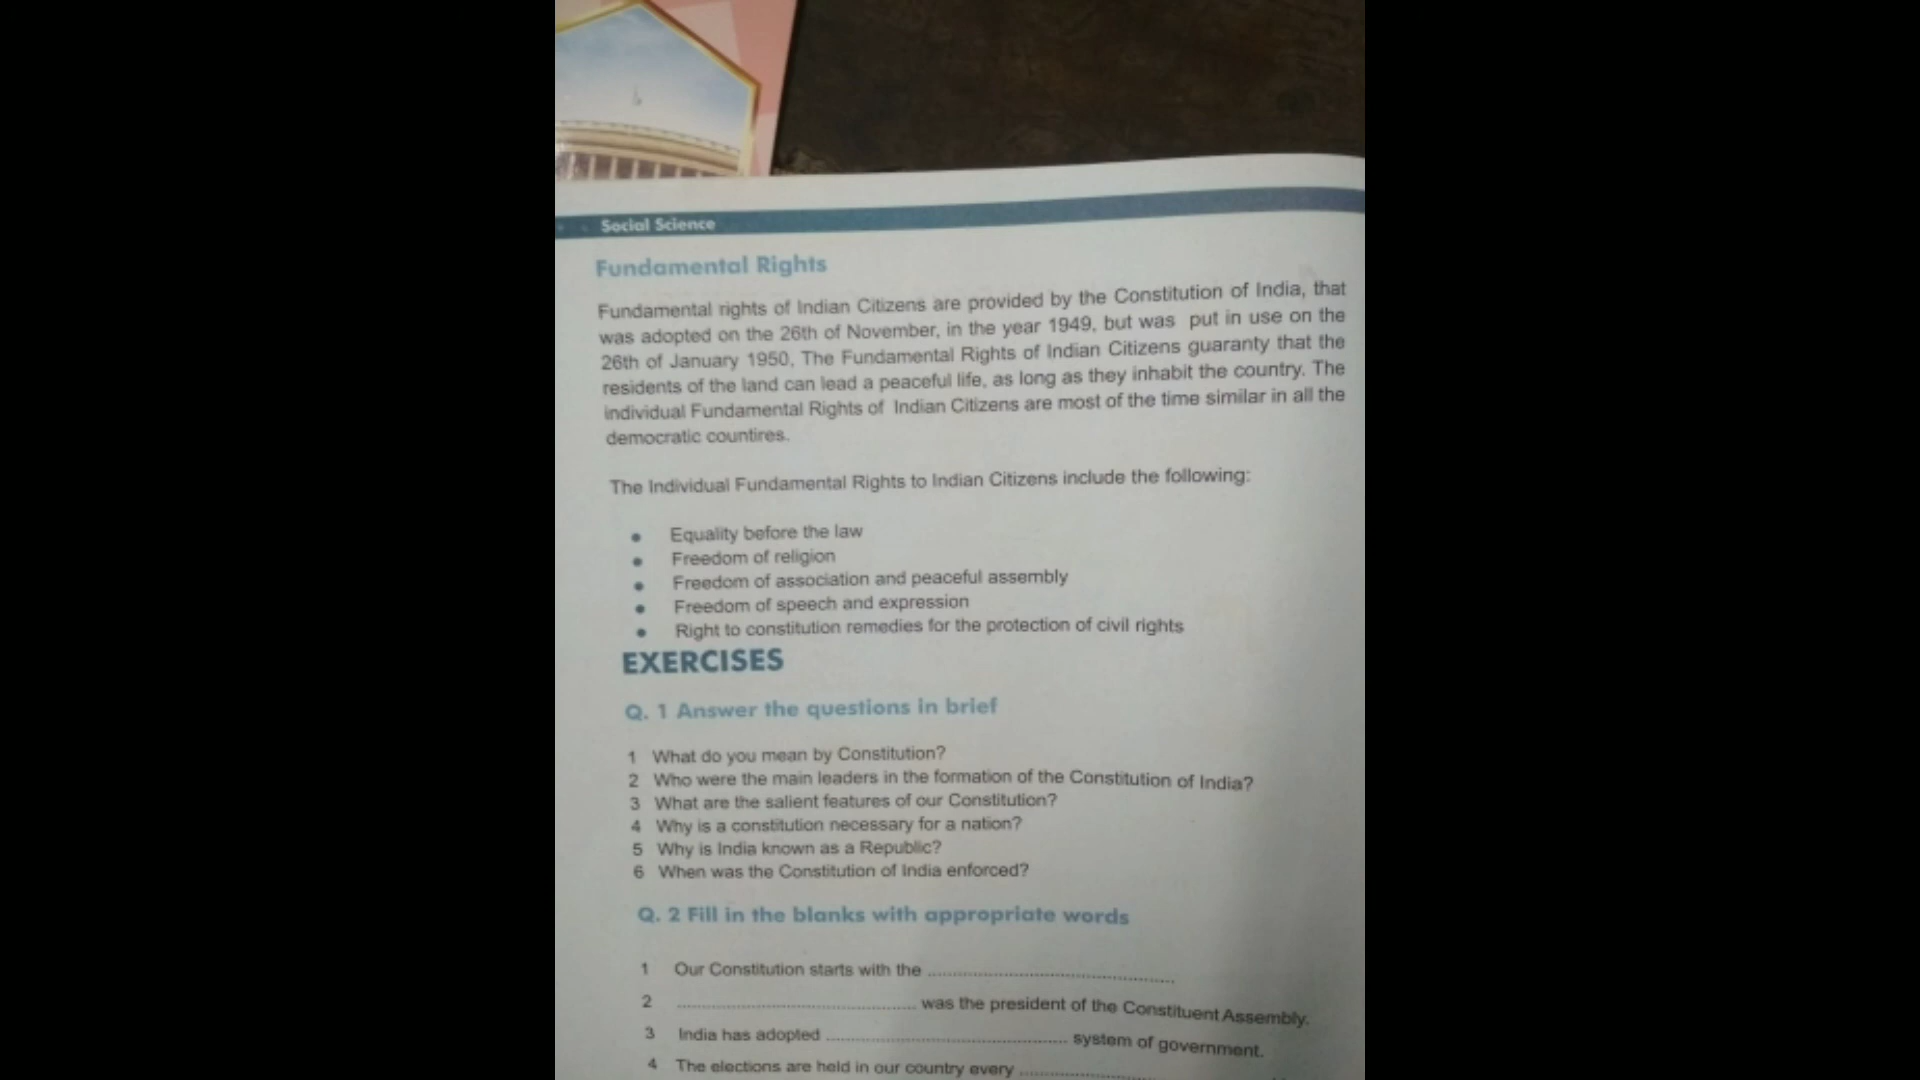 Social Science
Fundamental Rights
Fundamental rights of Indian Citizens are provided by the Constitution of India, that
was adopted on the 26th of November, in the year 1949, but was put in use on the
26th of January 1950, The Fundamental Rights of Indian Citizens guaranty that the
residents of the land can lead a peaceful life, as long as they inhabit the country. The
individual Fundamental Rights of Indian Citizens are most of the time similar in all the
democratic countires.
The Individual Fundamental Rights to Indian Citizens include the following:
• Equality before the law
• Freedom of religion
• Freedom of association and peaceful assembly
• Freedom of speech and expression
• Right to constitution remedies for the protection of civil rights
EXERCISES
Q. 1 Answer the questions in brief
1 What do you mean by Constitution?
2 Who were the main leaders in the formation of the Constitution of India?
3 What are the salient features of our Constitution?
4 Why is a constitution necessary for a nation?
5 Why is India known as a Republic?
6 When was the Constitution of India enforced?
Q. 2 Fill in the blanks with appropriate words
1 Our Constitution starts with the ........................................
2 ........................................ was the president of the Constituent Assembly.
3 India has adopted ........................................ system of government.
4 The elections are held in our country every ........................